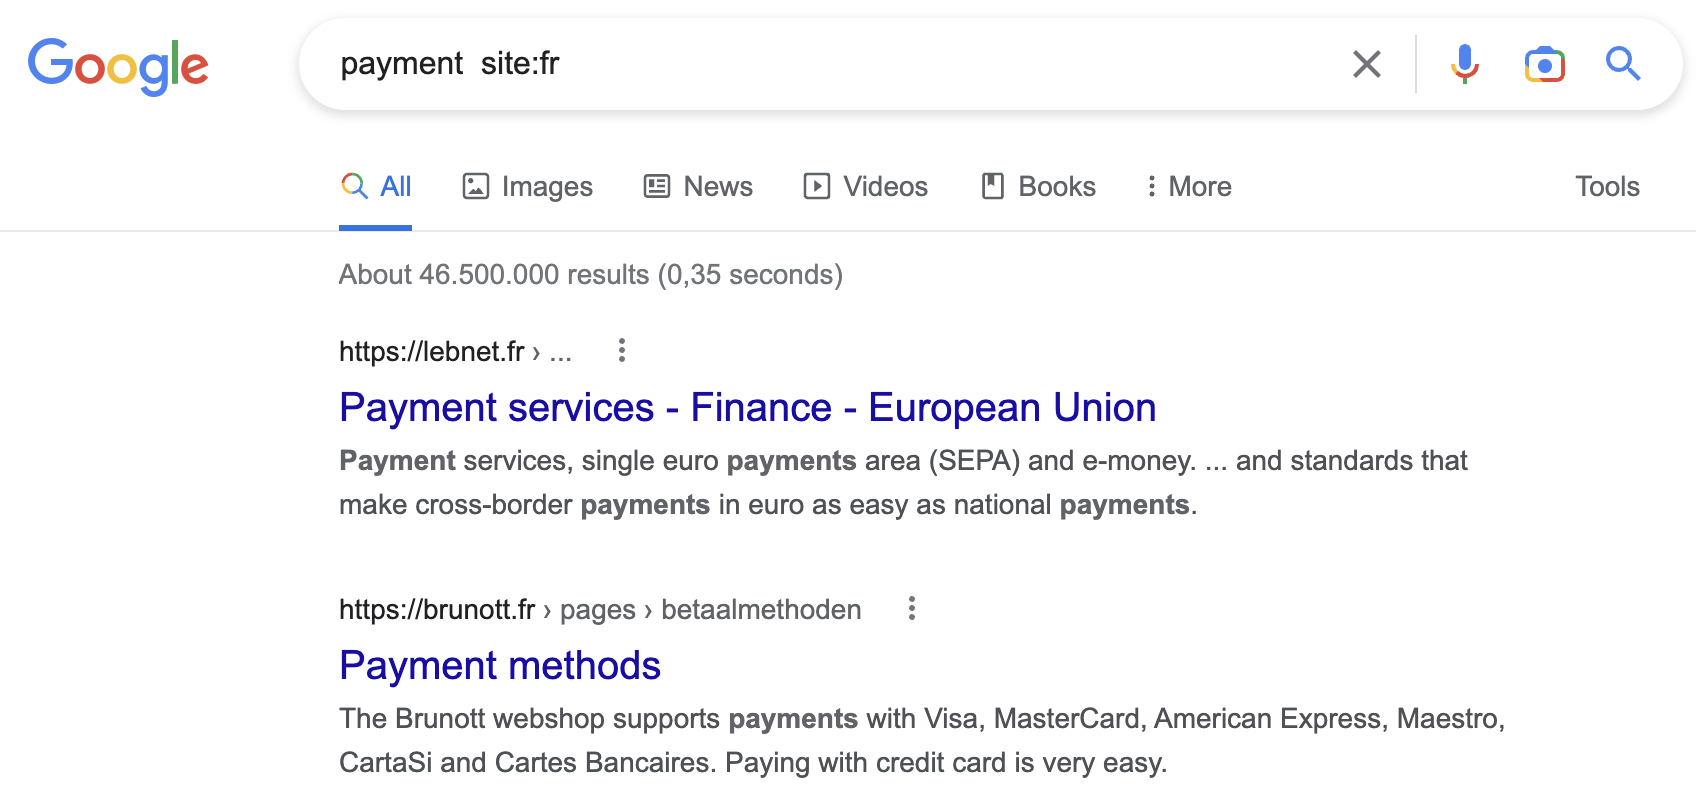 Google
payment  site:fr
All Images News Videos Books More Tools
About 46.500.000 results (0,35 seconds)
https://lebnet.fr › ...
Payment services - Finance - European Union
Payment services, single euro payments area (SEPA) and e-money. ... and standards that
make cross-border payments in euro as easy as national payments.
https://brunott.fr › pages › betaalmethoden
Payment methods
The Brunott webshop supports payments with Visa, MasterCard, American Express, Maestro,
CartaSi and Cartes Bancaires. Paying with credit card is very easy.